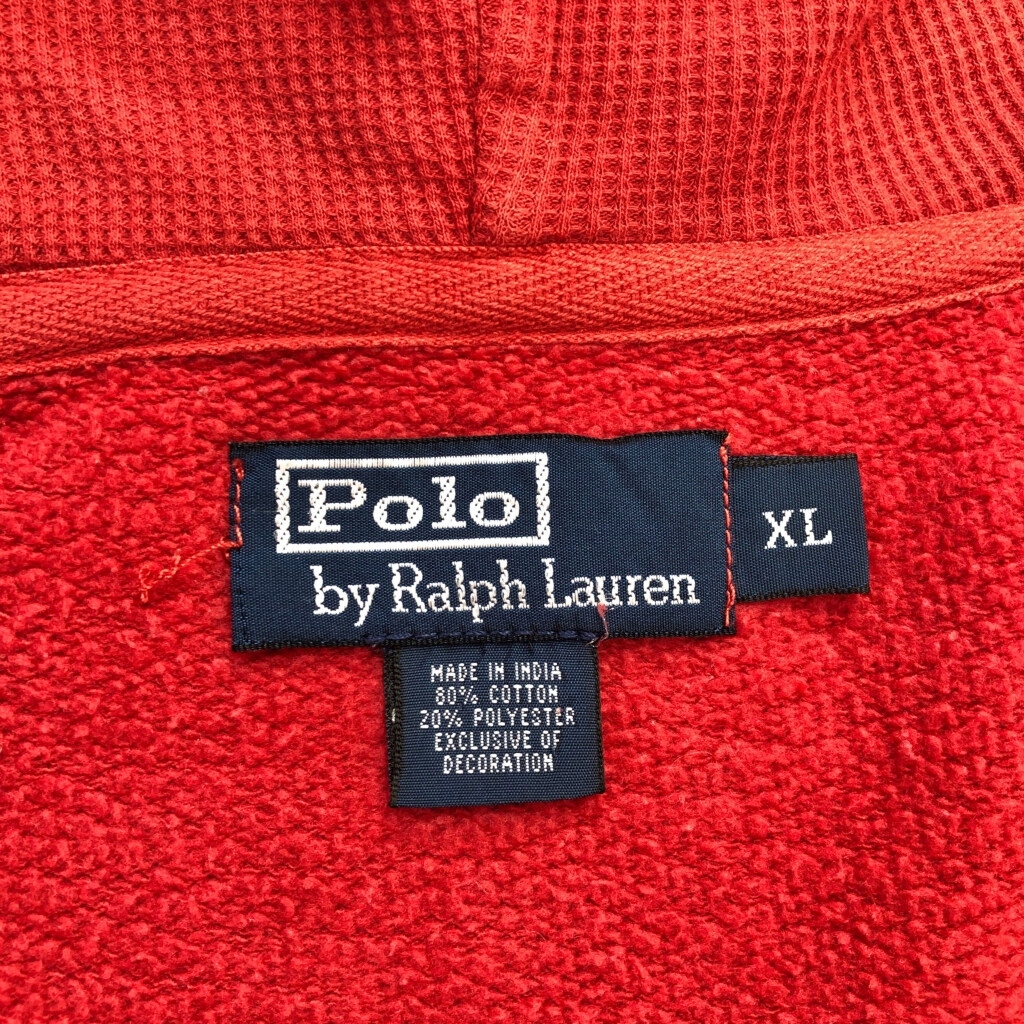 Polo
by Ralph Lauren
XL
MADE IN INDIA
80% COTTON
20% POLYESTER
EXCLUSIVE OF
DECORATION